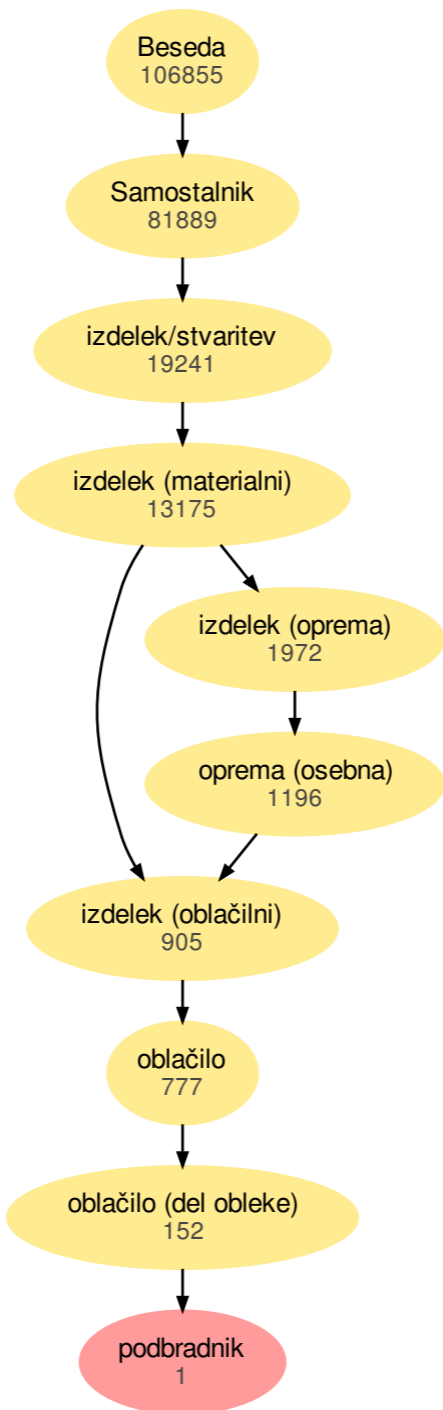 Beseda
106855
Samostalnik
81889
izdelek/stvaritev
19241
izdelek (materialni)
13175
izdelek (oprema)
1972
oprema (osebna)
1196
izdelek (oblačilni)
905
oblačilo
777
oblačilo (del obleke)
152
podbradnik
1